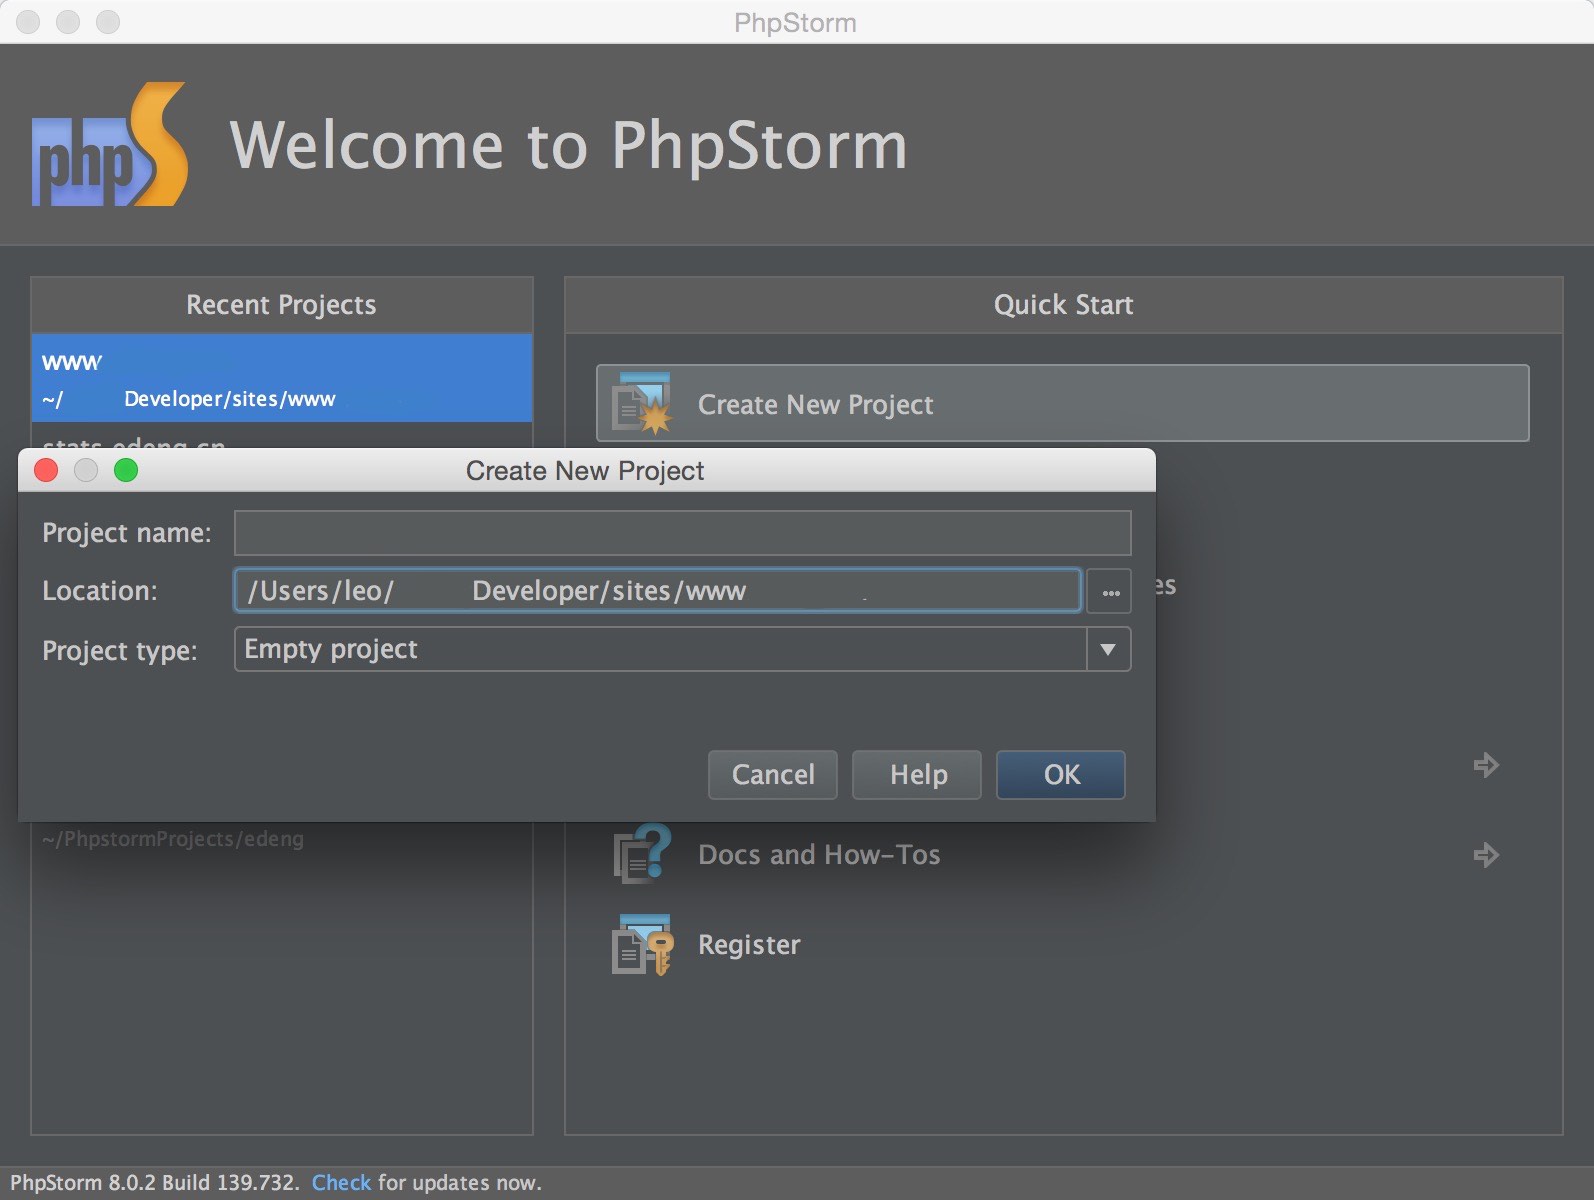 PhpStorm
php
Welcome to PhpStorm
Recent Projects
Quick Start
www
~/ Developer/sites/www
stats.edeng.cn
Create New Project
Create New Project
Project name:
Location: /Users/leo/ Developer/sites/www ...
es
Project type: Empty project
Cancel Help OK
~/PhpstormProjects/edeng
Docs and How-Tos
Register
PhpStorm 8.0.2 Build 139.732. Check for updates now.